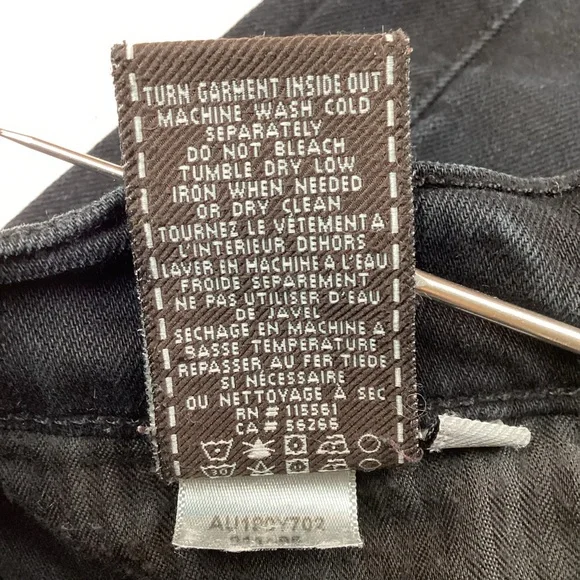 TURN GARMENT INSIDE OUT
MACHINE WASH COLD
SEPARATELY
DO NOT BLEACH
TUMBLE DRY LOW
IRON WHEN NEEDED
OR DRY CLEAN
TOURNEZ LE VÊTEMENT A
L'INTERIEUR DEHORS
LAVER EN MACHINE A L'EAU
FROIDE SEPAREMENT
NE PAS UTILISER D'EAU
DE JAVEL
SECHAGE EN MACHINE A
BASSE TEMPÉRATURE
REPASSER AU FER TIEDE
SI NÉCESSAIRE
OU NETTOYAGE A SEC
RN # 115561
CA # 56266